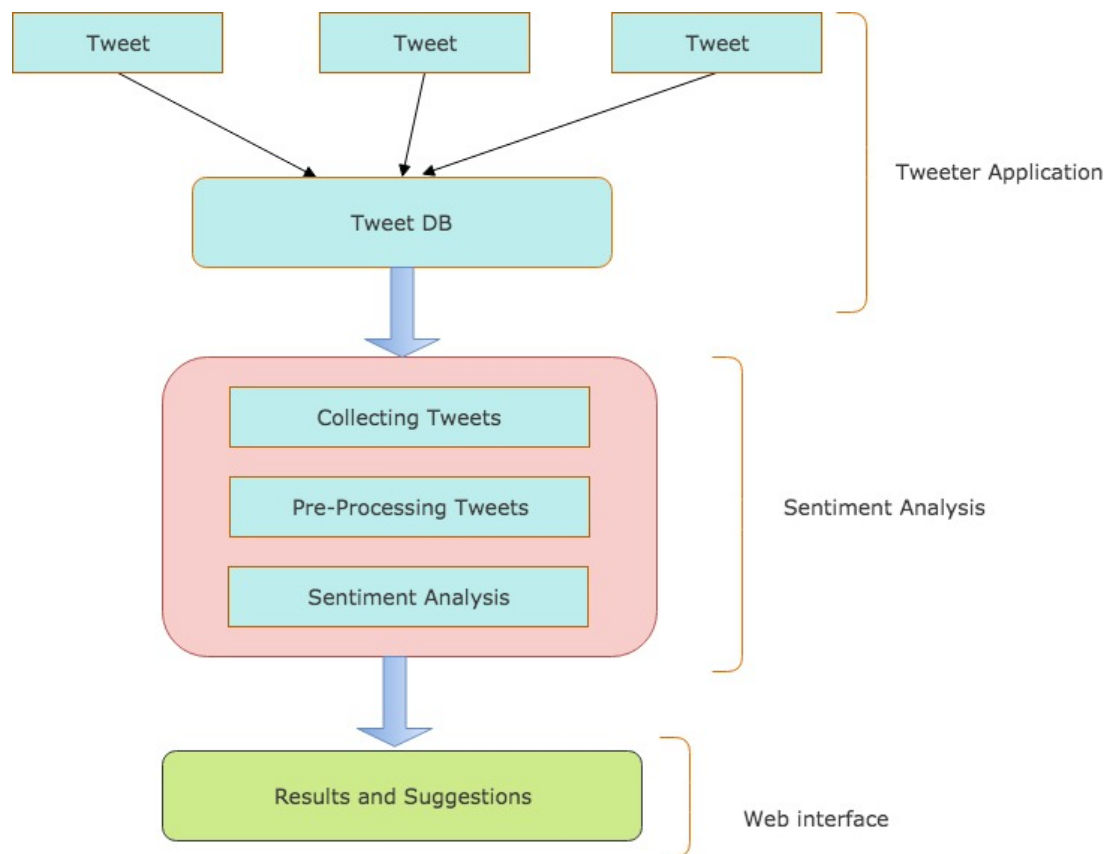 Tweet
Tweet
Tweet
Tweeter Application
Tweet DB
Collecting Tweets
Pre-Processing Tweets
Sentiment Analysis
Sentiment Analysis
Results and Suggestions
Web interface